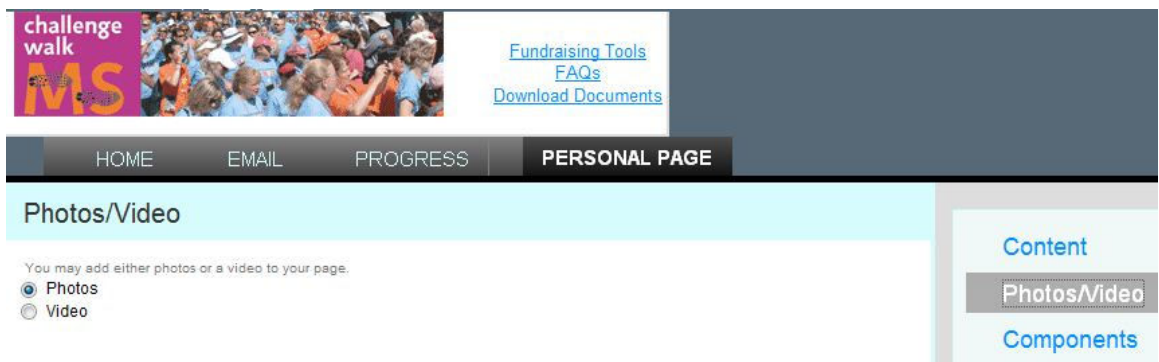 challenge
walk
MS
Fundraising Tools
FAQs
Download Documents
HOME EMAIL PROGRESS PERSONAL PAGE
Photos/Video
You may add either photos or a video to your page.
Photos
Video
Content
Photos/Video
Components